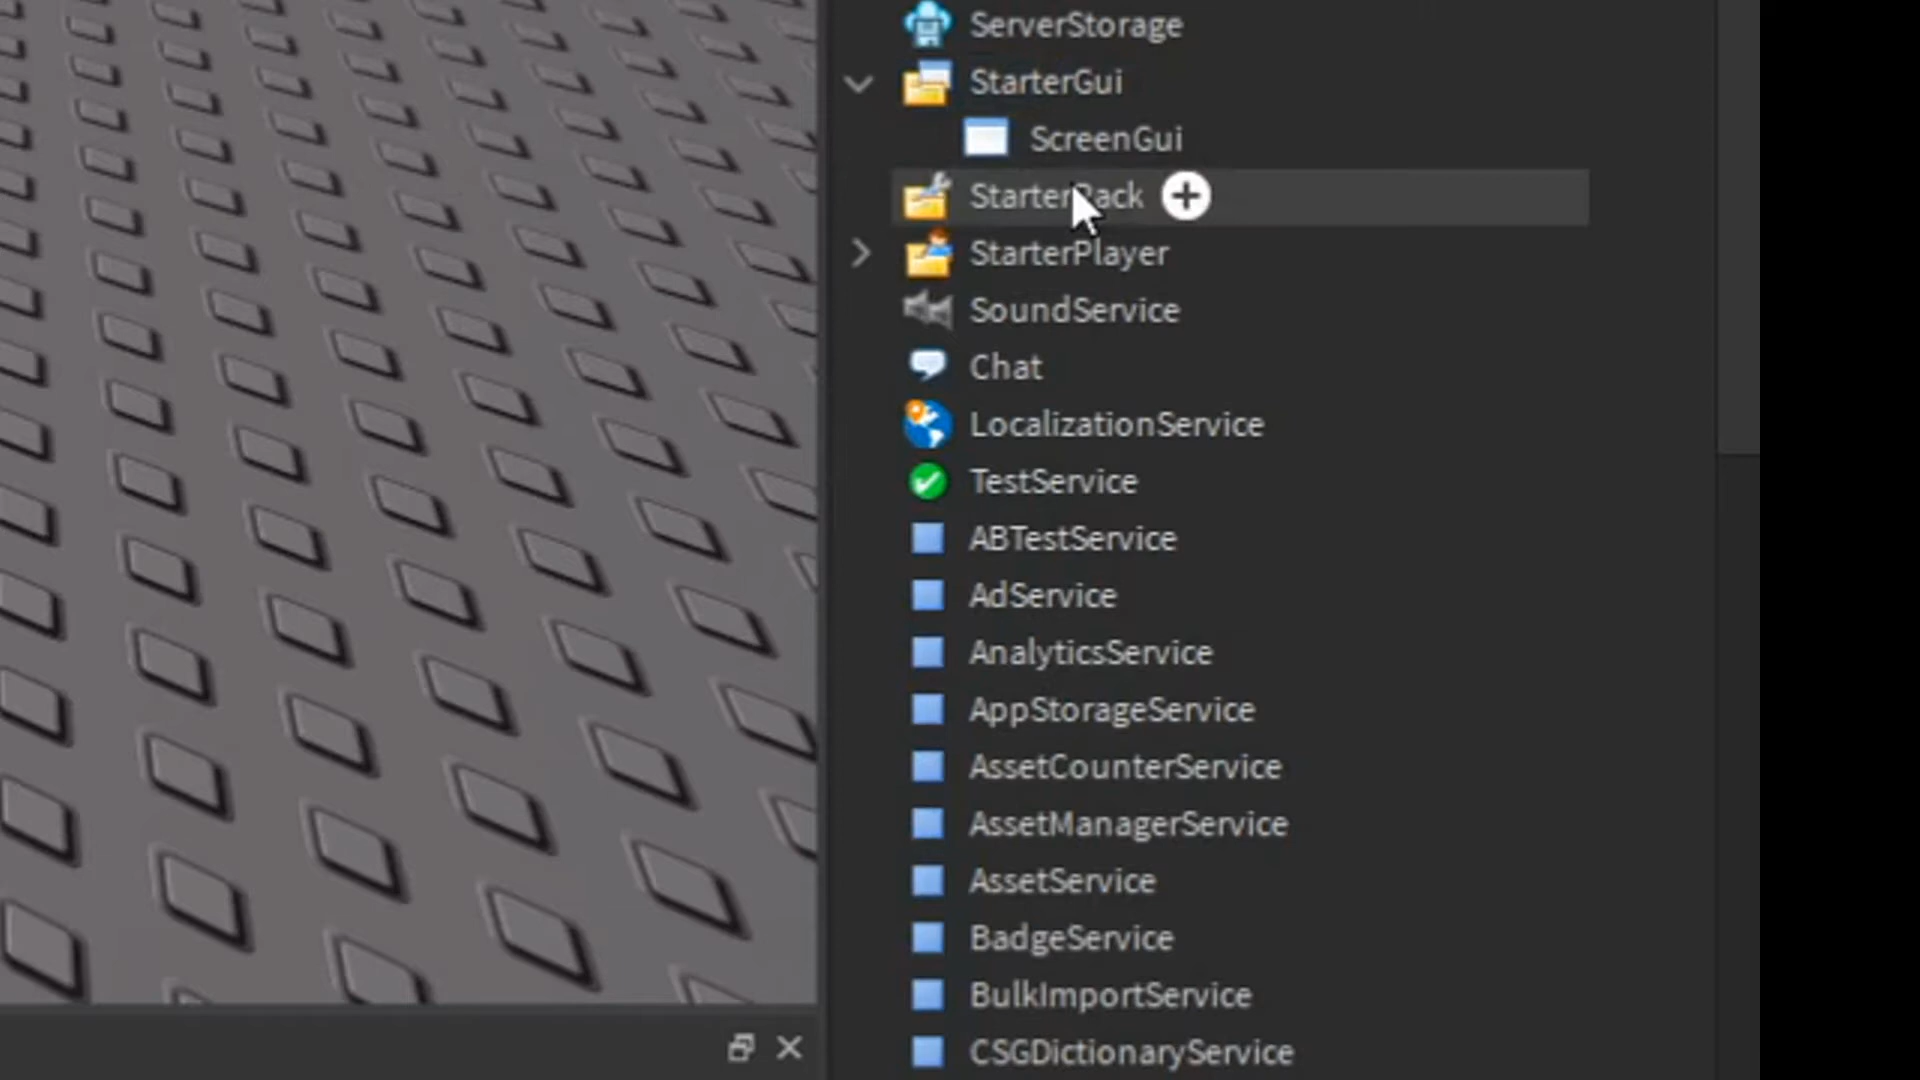 ServerStorage
StarterGui
ScreenGui
StarterPack
StarterPlayer
SoundService
Chat
LocalizationService
TestService
ABTestService
AdService
AnalyticsService
AppStorageService
AssetCounterService
AssetManagerService
AssetService
BadgeService
BulkImportService
CSGDictionaryService